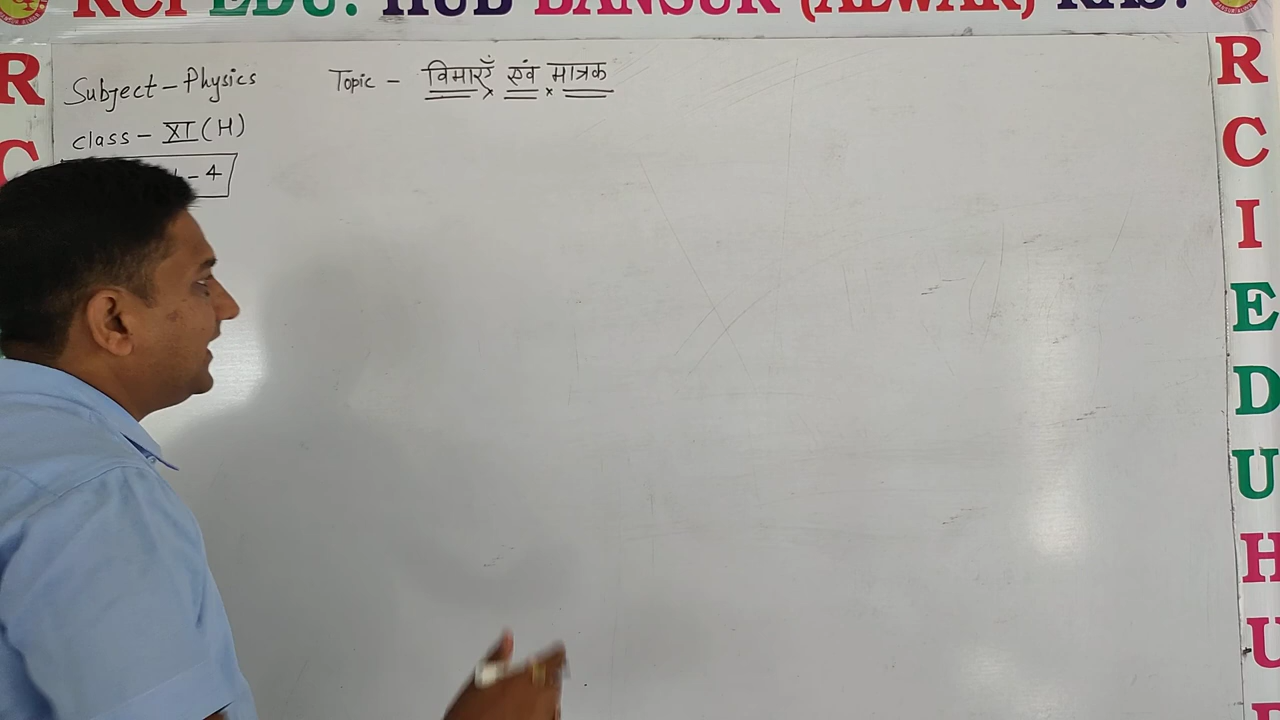 RCI EDU. HUB BANSUR (ALWAR) RAJ.
Subject - Physics
Topic - विमाएँ एवं मात्रक
class - XI (H)
- 4
R
C
R
C
I
E
D
U
H
U